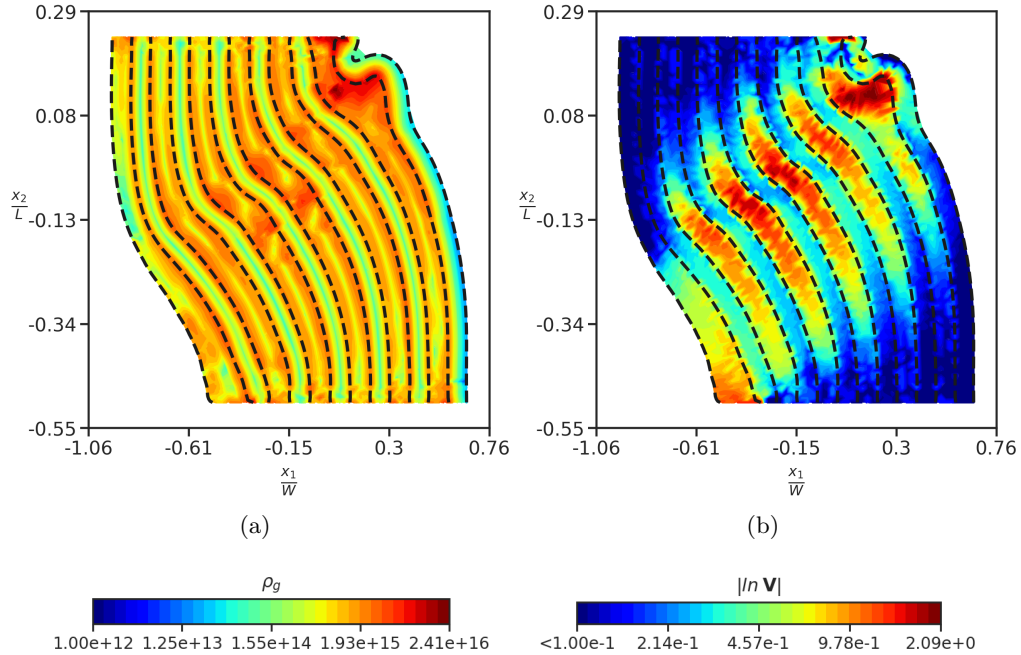 0.29
0.08
-0.13
-0.34
-0.55
x₂/L
-1.06 -0.61 -0.15 0.3 0.76
x₁/W
(a)
0.29
0.08
-0.13
-0.34
-0.55
x₂/L
-1.06 -0.61 -0.15 0.3 0.76
x₁/W
(b)
ρ_g
1.00e+12 1.25e+13 1.55e+14 1.93e+15 2.41e+16
|ln V|
<1.00e-1 2.14e-1 4.57e-1 9.78e-1 2.09e+0